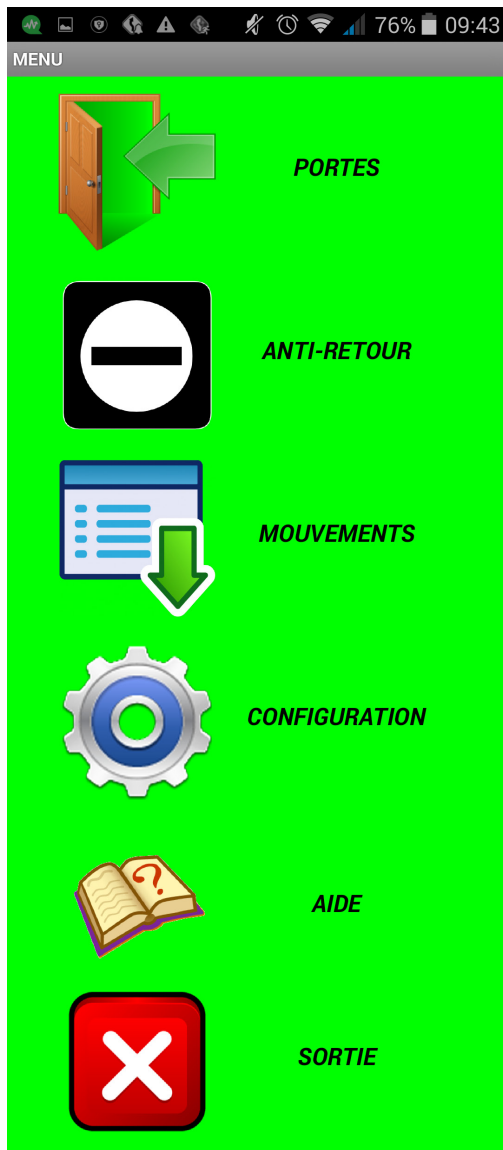 76% 09:43
MENU
PORTES
ANTI-RETOUR
MOUVEMENTS
CONFIGURATION
?
AIDE
SORTIE